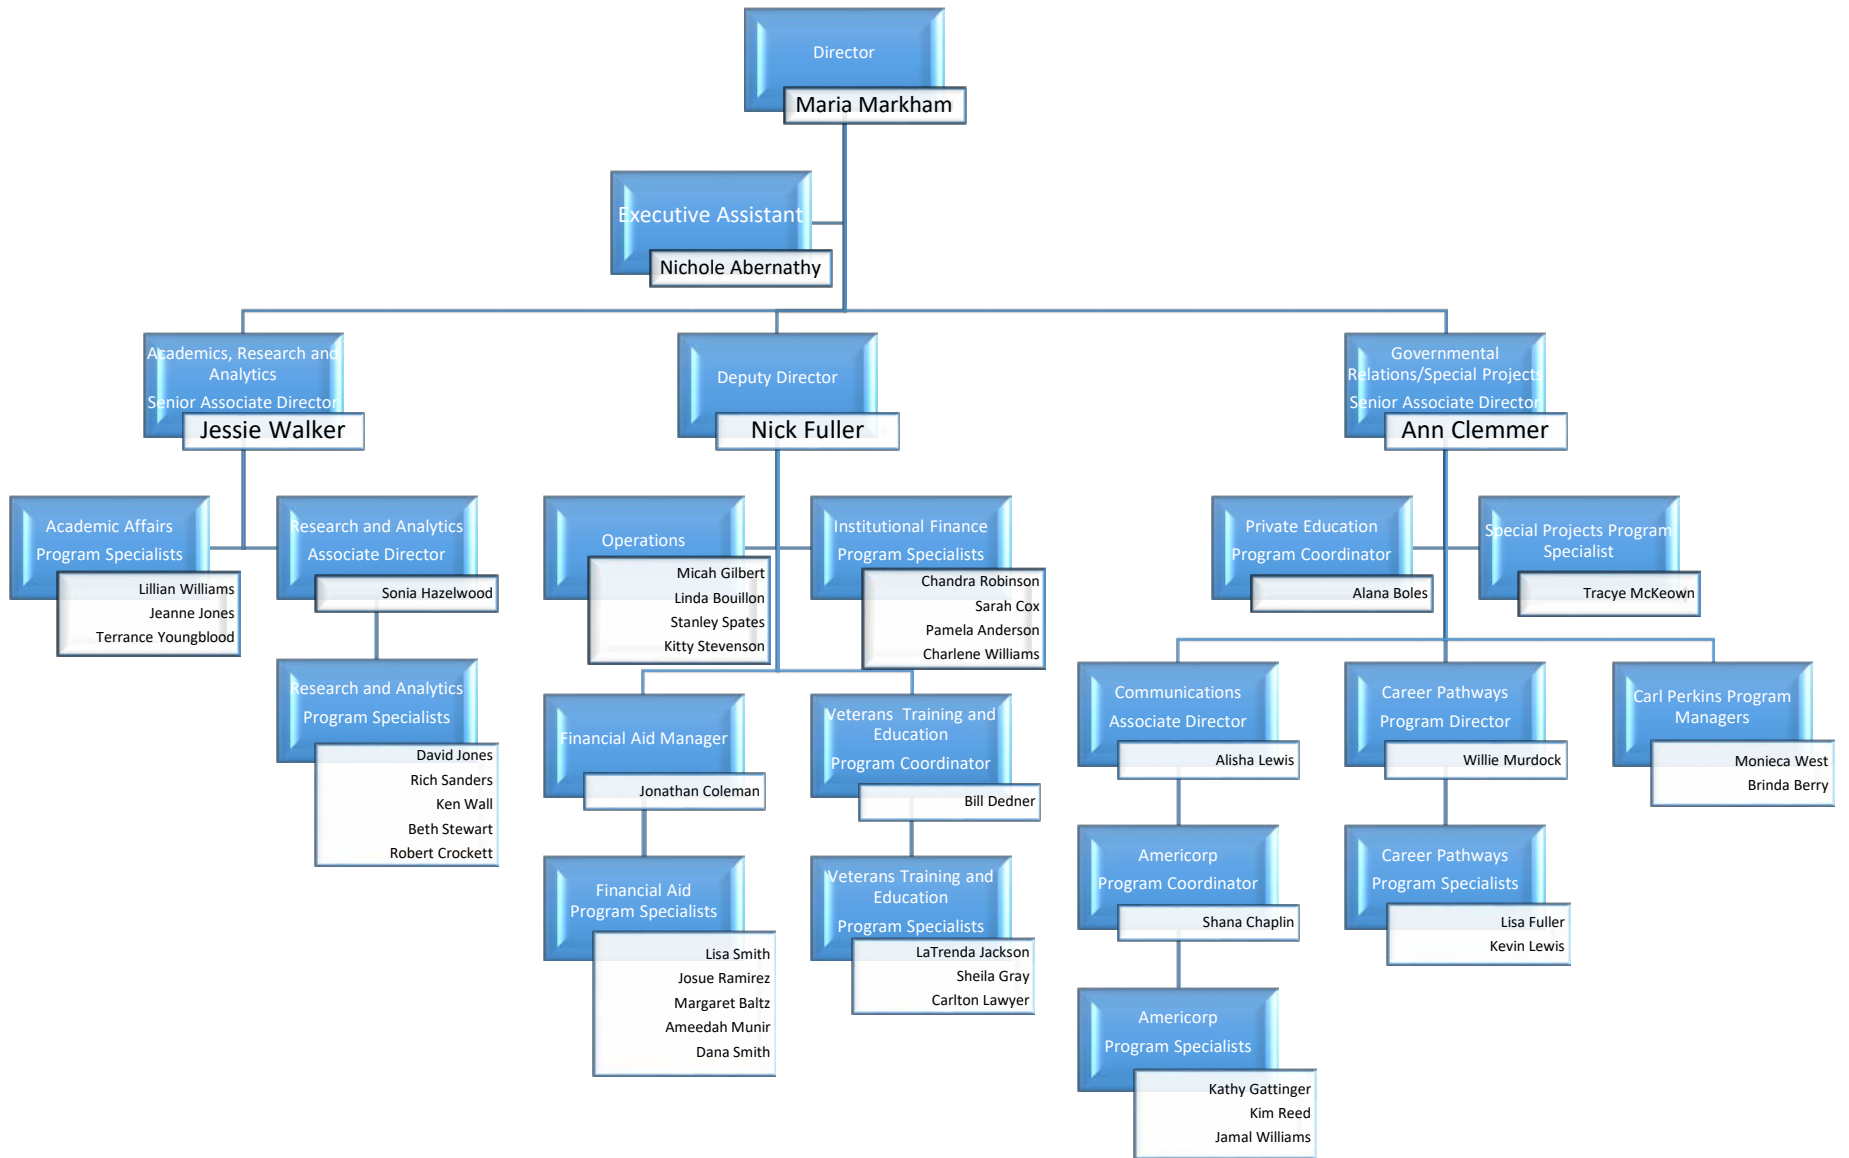 Director
Maria Markham
Executive Assistant
Nichole Abernathy
Academics, Research and
Analytics
Senior Associate Director
Jessie Walker
Deputy Director
Nick Fuller
Governmental
Relations/Special Projects
Senior Associate Director
Ann Clemmer
Academic Affairs
Program Specialists
Lillian Williams
Jeanne Jones
Terrance Youngblood
Research and Analytics
Associate Director
Sonia Hazelwood
Research and Analytics
Program Specialists
David Jones
Rich Sanders
Ken Wall
Beth Stewart
Robert Crockett
Operations
Micah Gilbert
Linda Bouillon
Stanley Spates
Kitty Stevenson
Institutional Finance
Program Specialists
Chandra Robinson
Sarah Cox
Pamela Anderson
Charlene Williams
Financial Aid Manager
Jonathan Coleman
Financial Aid
Program Specialists
Lisa Smith
Josue Ramirez
Margaret Baltz
Ameedah Munir
Dana Smith
Veterans Training and
Education
Program Coordinator
Bill Dedner
Veterans Training and
Education
Program Specialists
LaTrenda Jackson
Sheila Gray
Carlton Lawyer
Private Education
Program Coordinator
Alana Boles
Special Projects Program
Specialist
Tracye McKeown
Communications
Associate Director
Alisha Lewis
Americorp
Program Coordinator
Shana Chaplin
Americorp
Program Specialists
Kathy Gattinger
Kim Reed
Jamal Williams
Career Pathways
Program Director
Willie Murdock
Career Pathways
Program Specialists
Lisa Fuller
Kevin Lewis
Carl Perkins Program
Managers
Monieca West
Brinda Berry